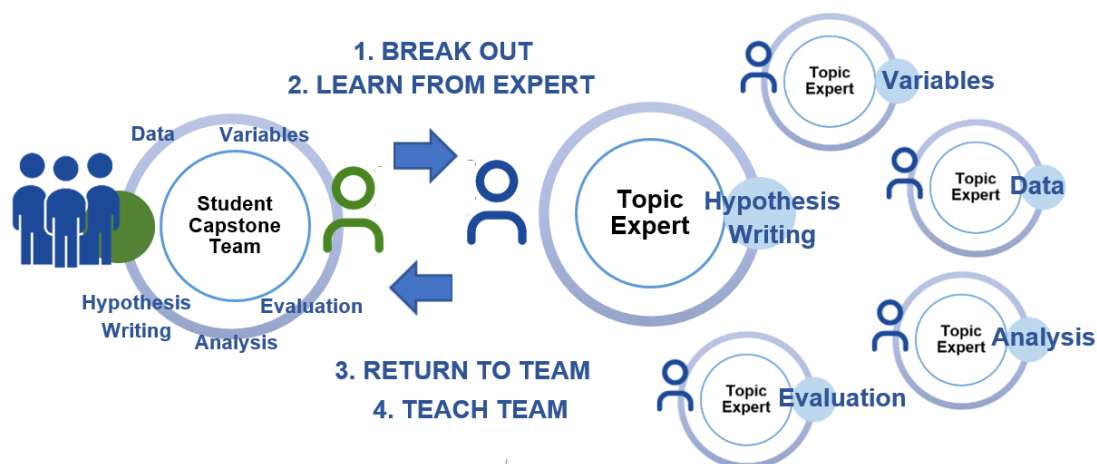 1. BREAK OUT
2. LEARN FROM EXPERT
Data
Variables
Student
Capstone
Team
Hypothesis
Writing
Evaluation
Analysis
3. RETURN TO TEAM
4. TEACH TEAM
Topic
Expert
Hypothesis
Writing
Topic
Expert
Variables
Topic
Expert
Data
Topic
Expert
Analysis
Topic
Expert
Evaluation